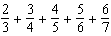 2/3 + 3/4 + 4/5 + 5/6 + 6/7